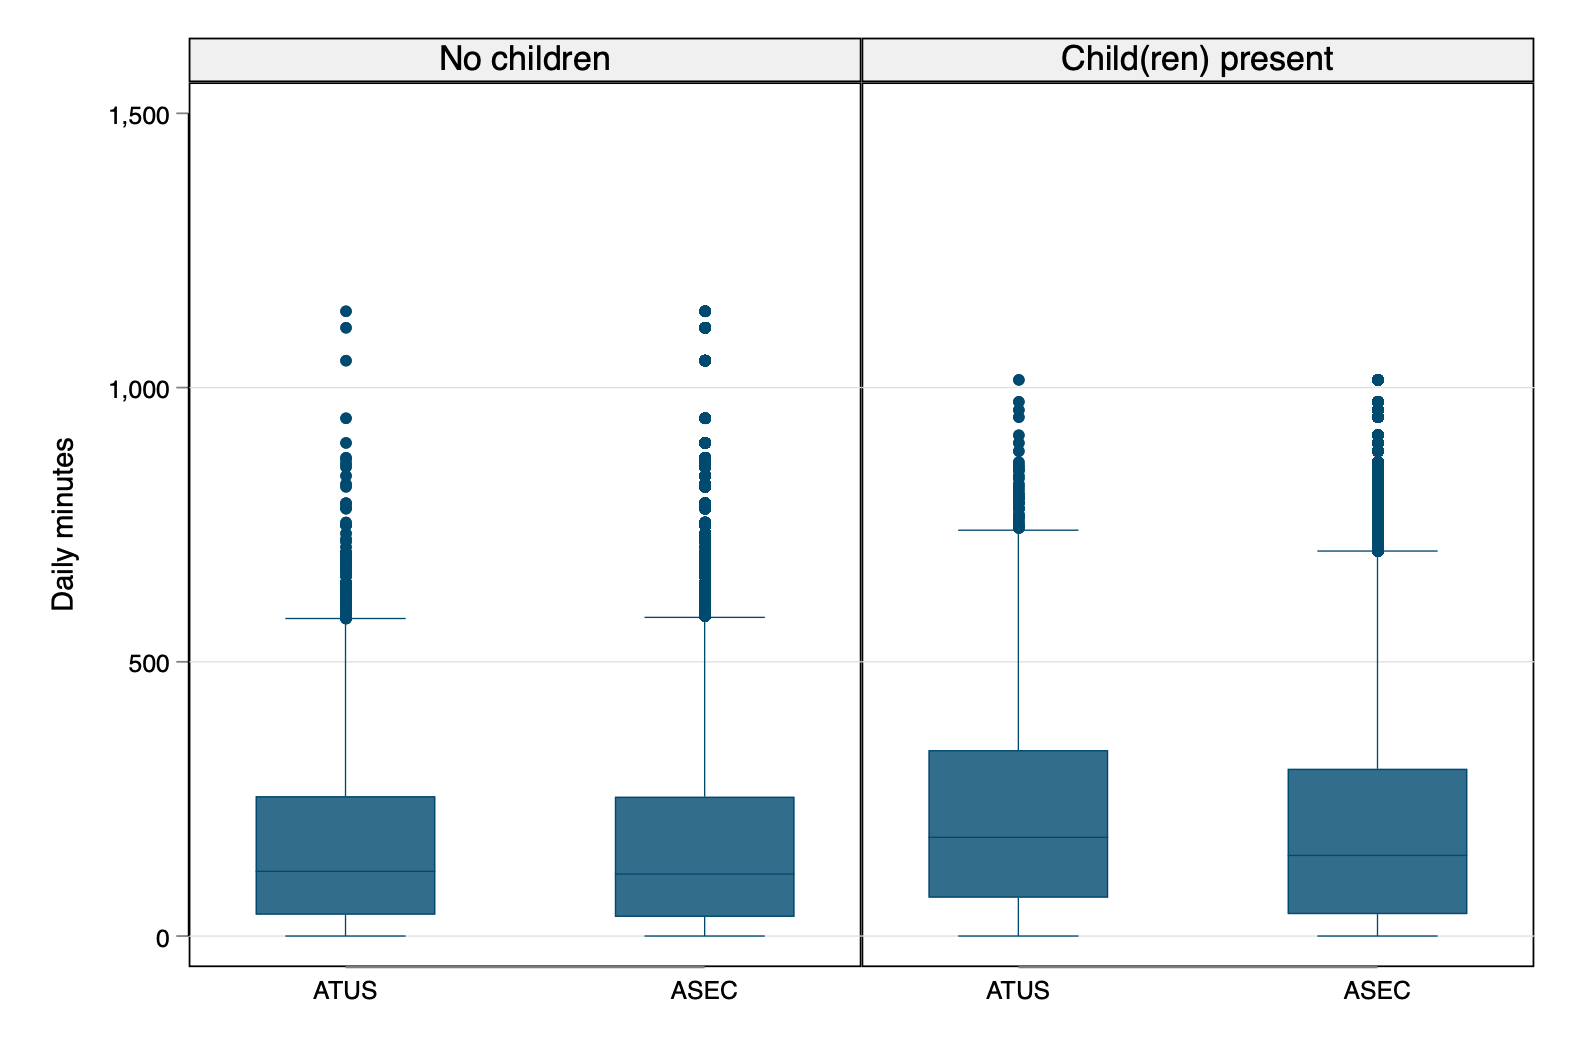 No children
Child(ren) present
Daily minutes
1,500
1,000
500
0
ATUS
ASEC
ATUS
ASEC